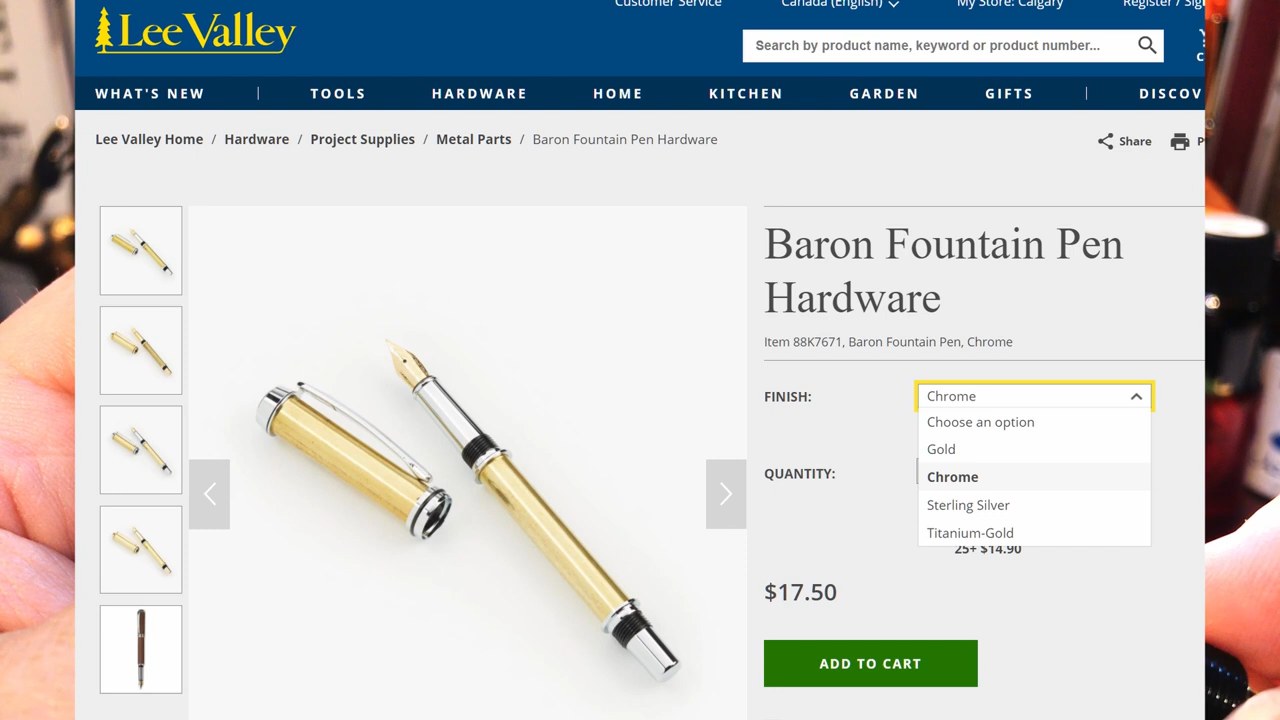 Customer Service
Canada (English)
My Store: Calgary
Register / Sig
Lee Valley
Search by product name, keyword or product number...
C
WHAT'S NEW | TOOLS HARDWARE HOME KITCHEN GARDEN GIFTS | DISCOV
Lee Valley Home / Hardware / Project Supplies / Metal Parts / Baron Fountain Pen Hardware
Share
P
Baron Fountain Pen
Hardware
Item 88K7671, Baron Fountain Pen, Chrome
FINISH:
Chrome
Choose an option
Gold
Chrome
Sterling Silver
Titanium-Gold
QUANTITY:
25+ $14.90
$17.50
ADD TO CART